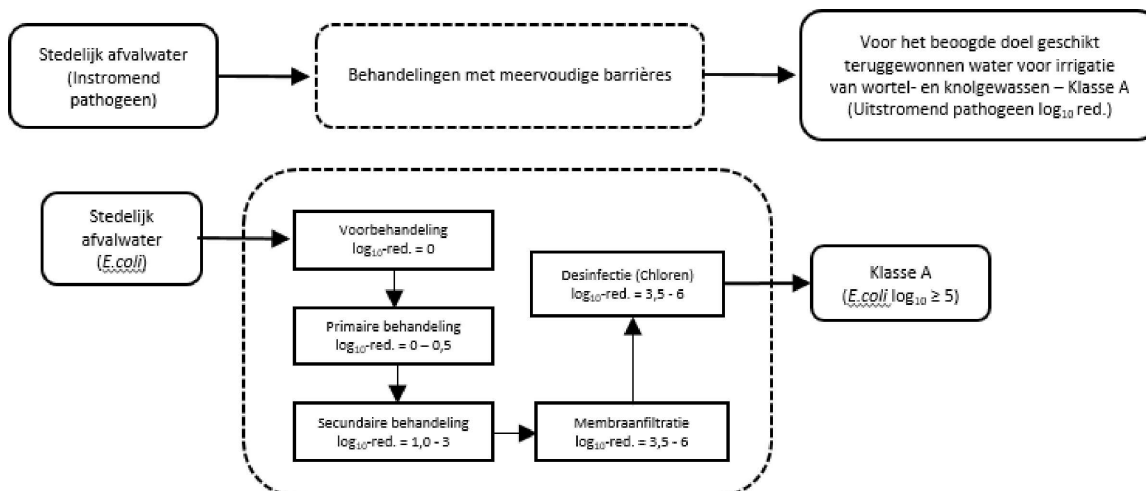 Stedelijk afvalwater
(Instromend
pathogeen)
Behandelingen met meervoudige barrières
Voor het beoogde doel geschikt
teruggewonnen water voor irrigatie
van wortel- en knolgewassen – Klasse A
(Uitstromend pathogeen log₁₀ red.)
Stedelijk
afvalwater
(E.coli)
Voorbehandeling
log₁₀-red. = 0
Primaire behandeling
log₁₀-red. = 0 – 0,5
Secundaire behandeling
log₁₀-red. = 1,0 - 3
Membraanfiltratie
log₁₀-red. = 3,5 - 6
Desinfectie (Chloren)
log₁₀-red. = 3,5 - 6
Klasse A
(E.coli log₁₀ ≥ 5)